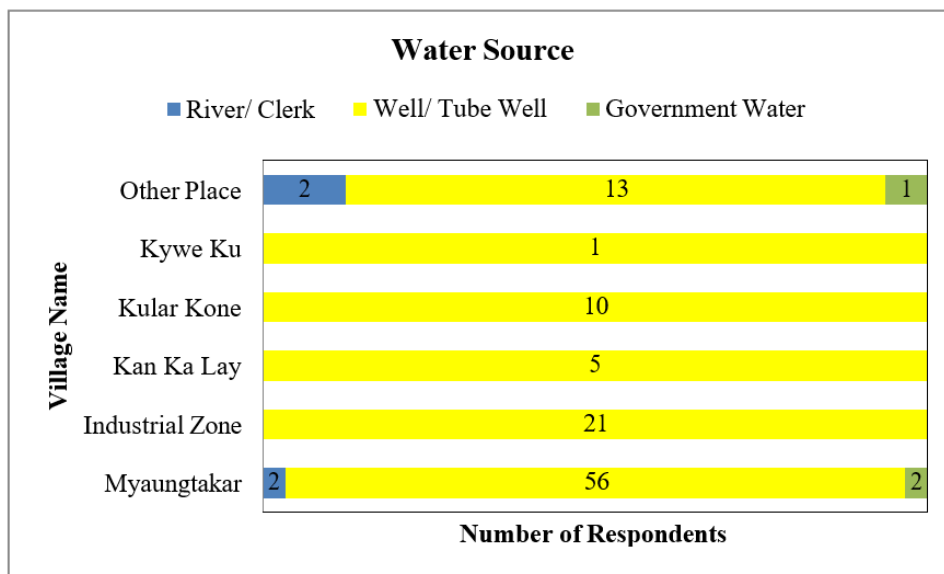 Water Source
River/ Clerk Well/ Tube Well Government Water
Village Name
Other Place 2 13 1
Kywe Ku 1
Kular Kone 10
Kan Ka Lay 5
Industrial Zone 21
Myaungtakar 2 56 2
Number of Respondents